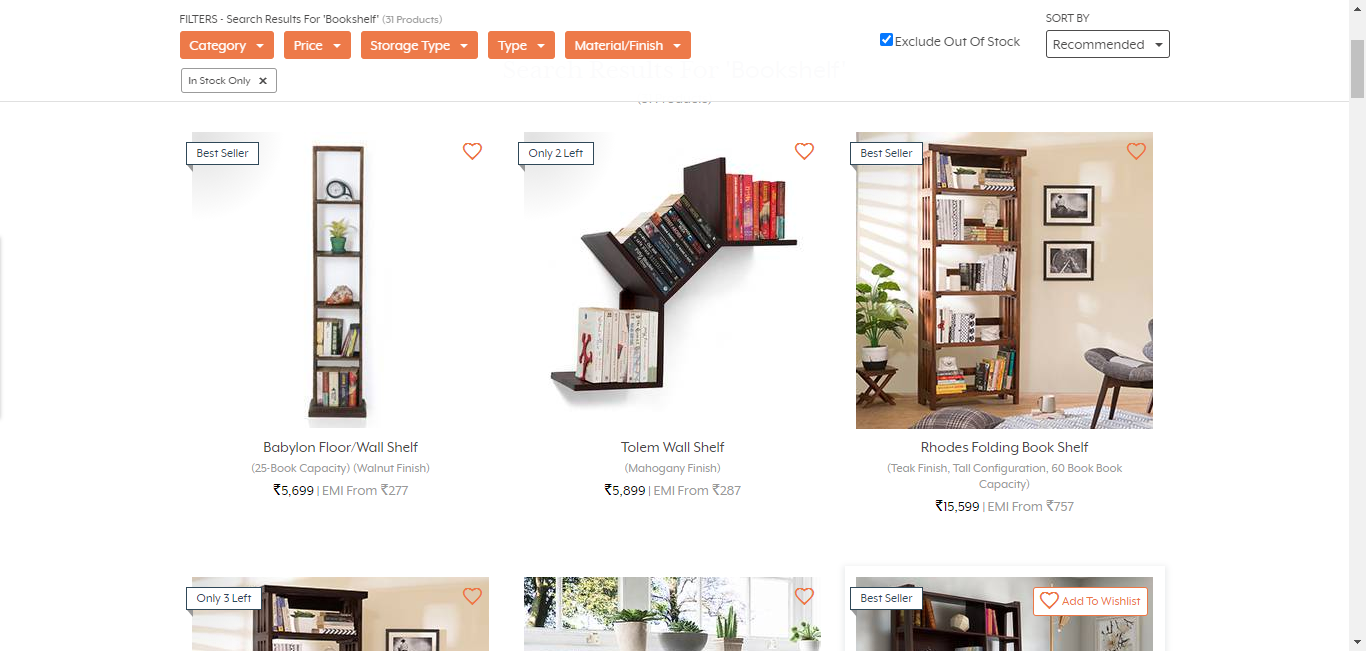 FILTERS - Search Results For 'Bookshelf' (31 Products)
SORT BY
Category
Price
Storage Type
Type
Material/Finish
Exclude Out Of Stock
Recommended
In Stock Only ✕
Search Results For 'Bookshelf'
Best Seller
Only 2 Left
Best Seller
Babylon Floor/Wall Shelf
(25-Book Capacity) (Walnut Finish)
₹5,699 | EMI From ₹277
Tolem Wall Shelf
(Mahogany Finish)
₹5,899 | EMI From ₹287
Rhodes Folding Book Shelf
(Teak Finish, Tall Configuration, 60 Book Book
Capacity)
₹15,599 | EMI From ₹757
Only 3 Left
Best Seller
Add To Wishlist